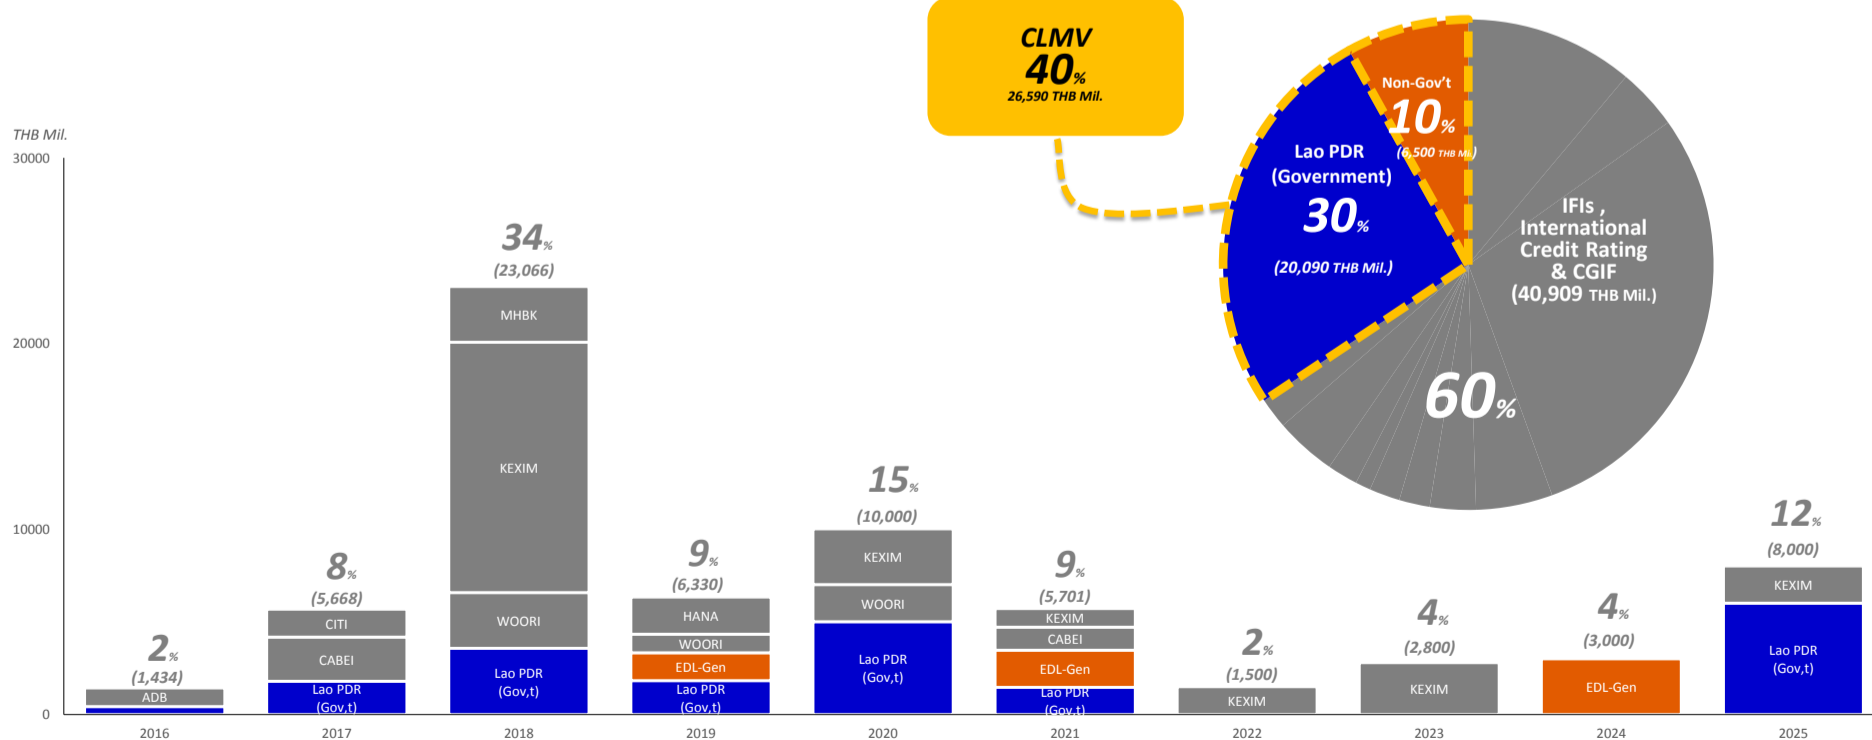 CLMV
40%
26,590 THB Mil.
Non-Gov't
10%
(6,500 THB Mil.)
Lao PDR
(Government)
30%
(20,090 THB Mil.)
IFIs ,
International
Credit Rating
& CGIF
(40,909 THB Mil.)
60%
THB Mil.
30000
20000
10000
0
2%
(1,434)
ADB
2016
8%
(5,668)
CITI
CABEI
Lao PDR
(Gov,t)
2017
34%
(23,066)
MHBK
KEXIM
WOORI
Lao PDR
(Gov,t)
2018
9%
(6,330)
HANA
WOORI
EDL-Gen
Lao PDR
(Gov,t)
2019
15%
(10,000)
KEXIM
WOORI
Lao PDR
(Gov,t)
2020
9%
(5,701)
KEXIM
CABEI
EDL-Gen
Lao PDR
(Gov,t)
2021
2%
(1,500)
KEXIM
2022
4%
(2,800)
KEXIM
2023
4%
(3,000)
EDL-Gen
2024
12%
(8,000)
KEXIM
Lao PDR
(Gov,t)
2025